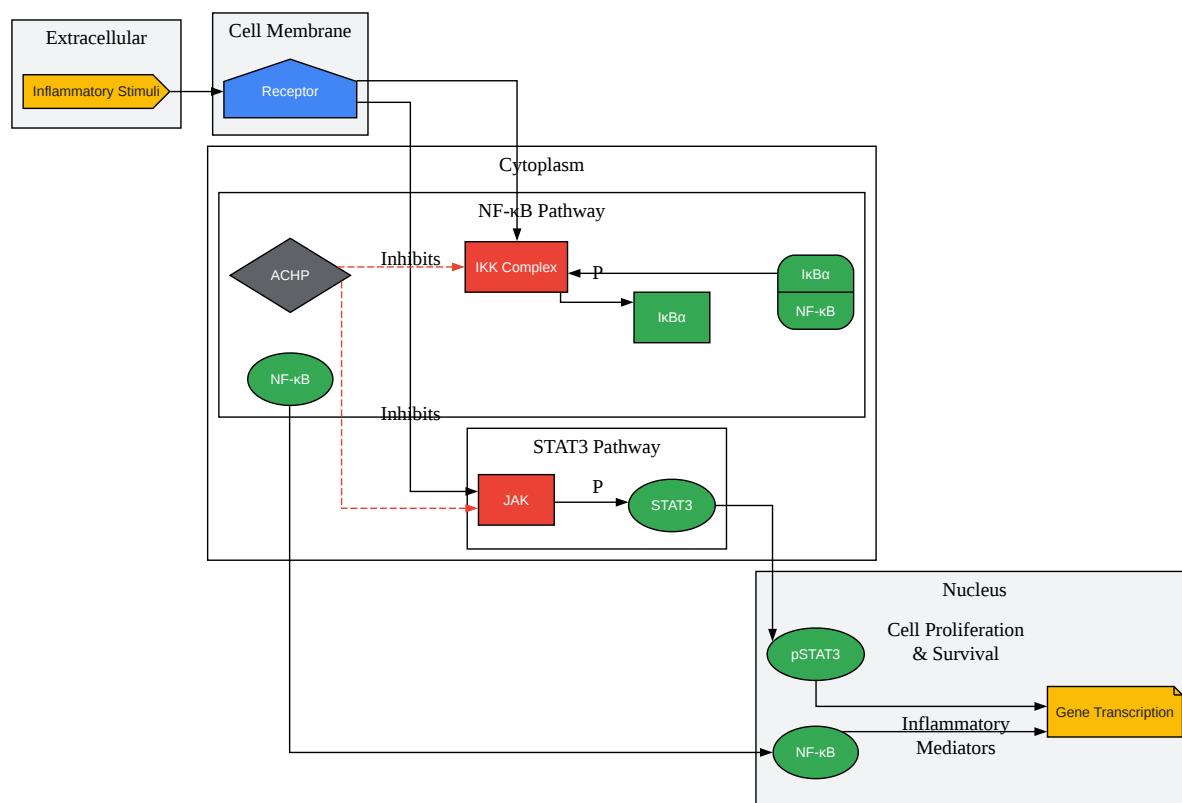 Extracellular
Inflammatory Stimuli
Cell Membrane
Receptor
Cytoplasm
NF-κB Pathway
ACHP
Inhibits
IKK Complex
P
IκBα
NF-κB
IκBα
NF-κB
Inhibits
STAT3 Pathway
JAK
P
STAT3
Nucleus
Cell Proliferation
& Survival
pSTAT3
Gene Transcription
Inflammatory
Mediators
NF-κB